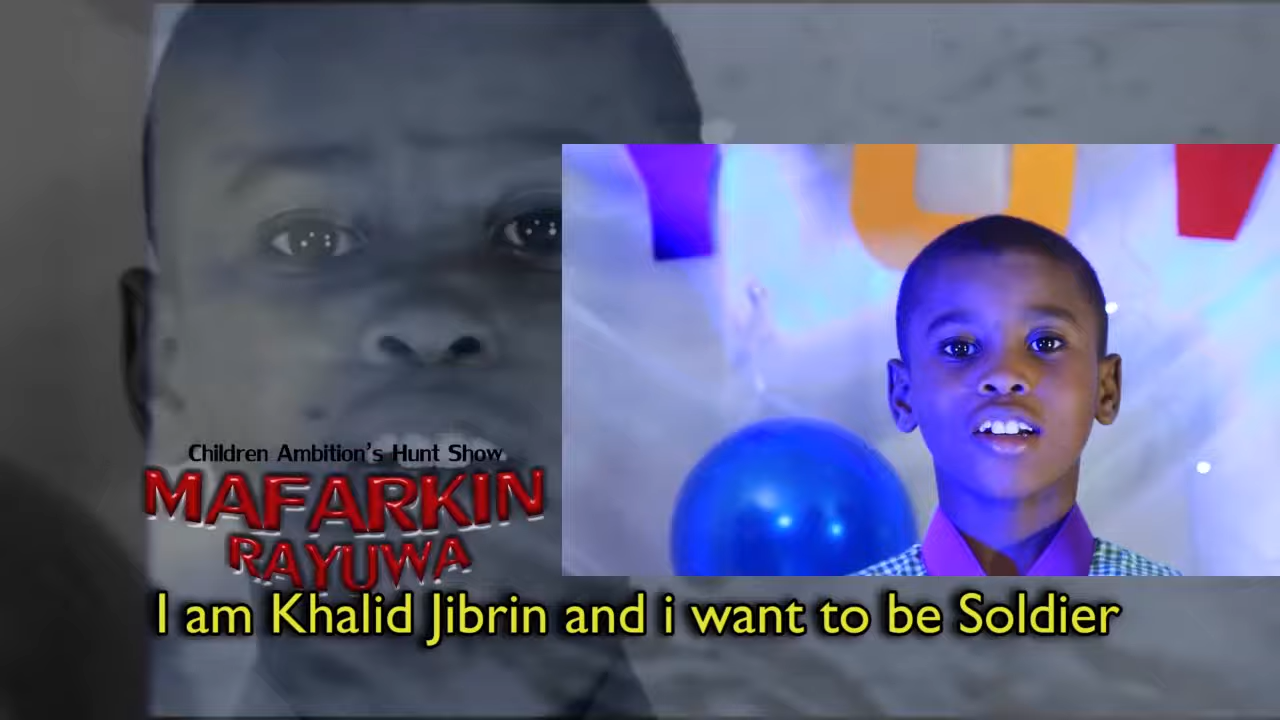 Children Ambition's Hunt Show
MAFARKIN
RAYUWA
I am Khalid Jibrin and i want to be Soldier